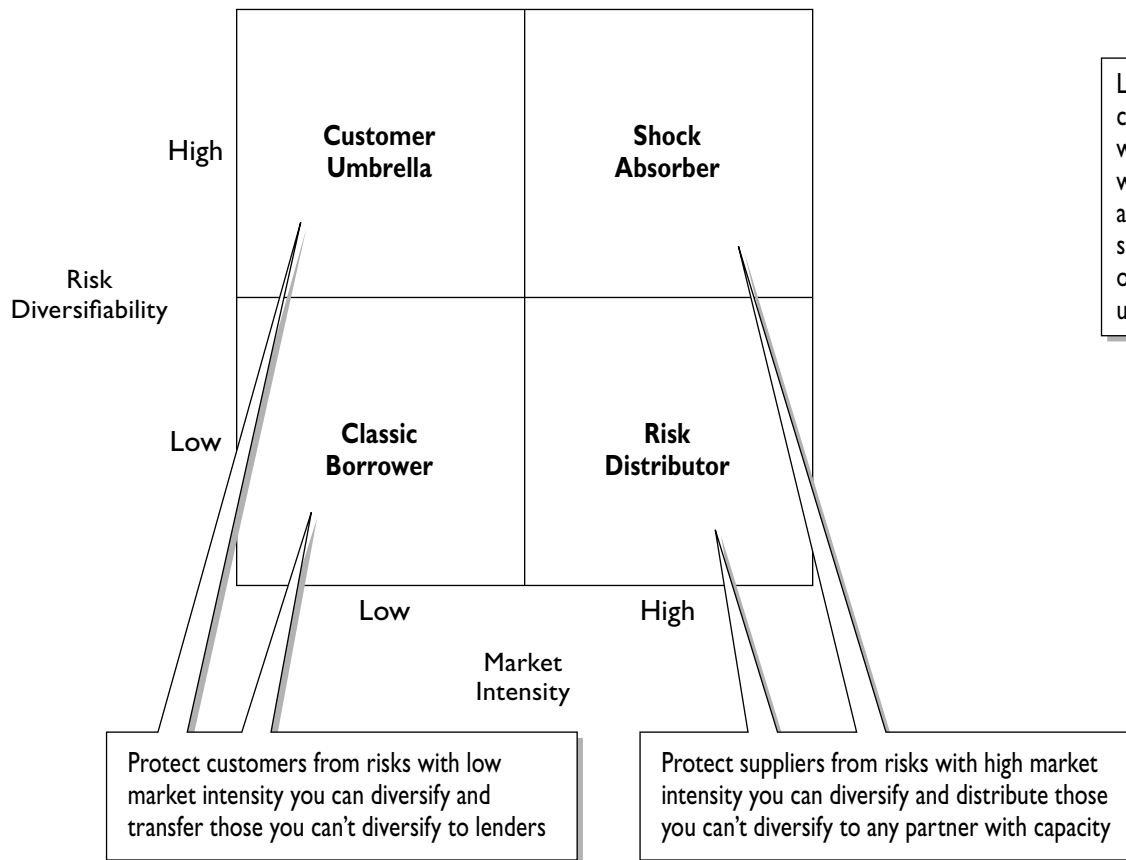 High
Customer
Umbrella
Shock
Absorber
Risk
Diversifiability
Low
Classic
Borrower
Risk
Distributor
Low
High
Market
Intensity
Protect customers from risks with low
market intensity you can diversify and
transfer those you can't diversify to lenders
Protect suppliers from risks with high market
intensity you can diversify and distribute those
you can't diversify to any partner with capacity